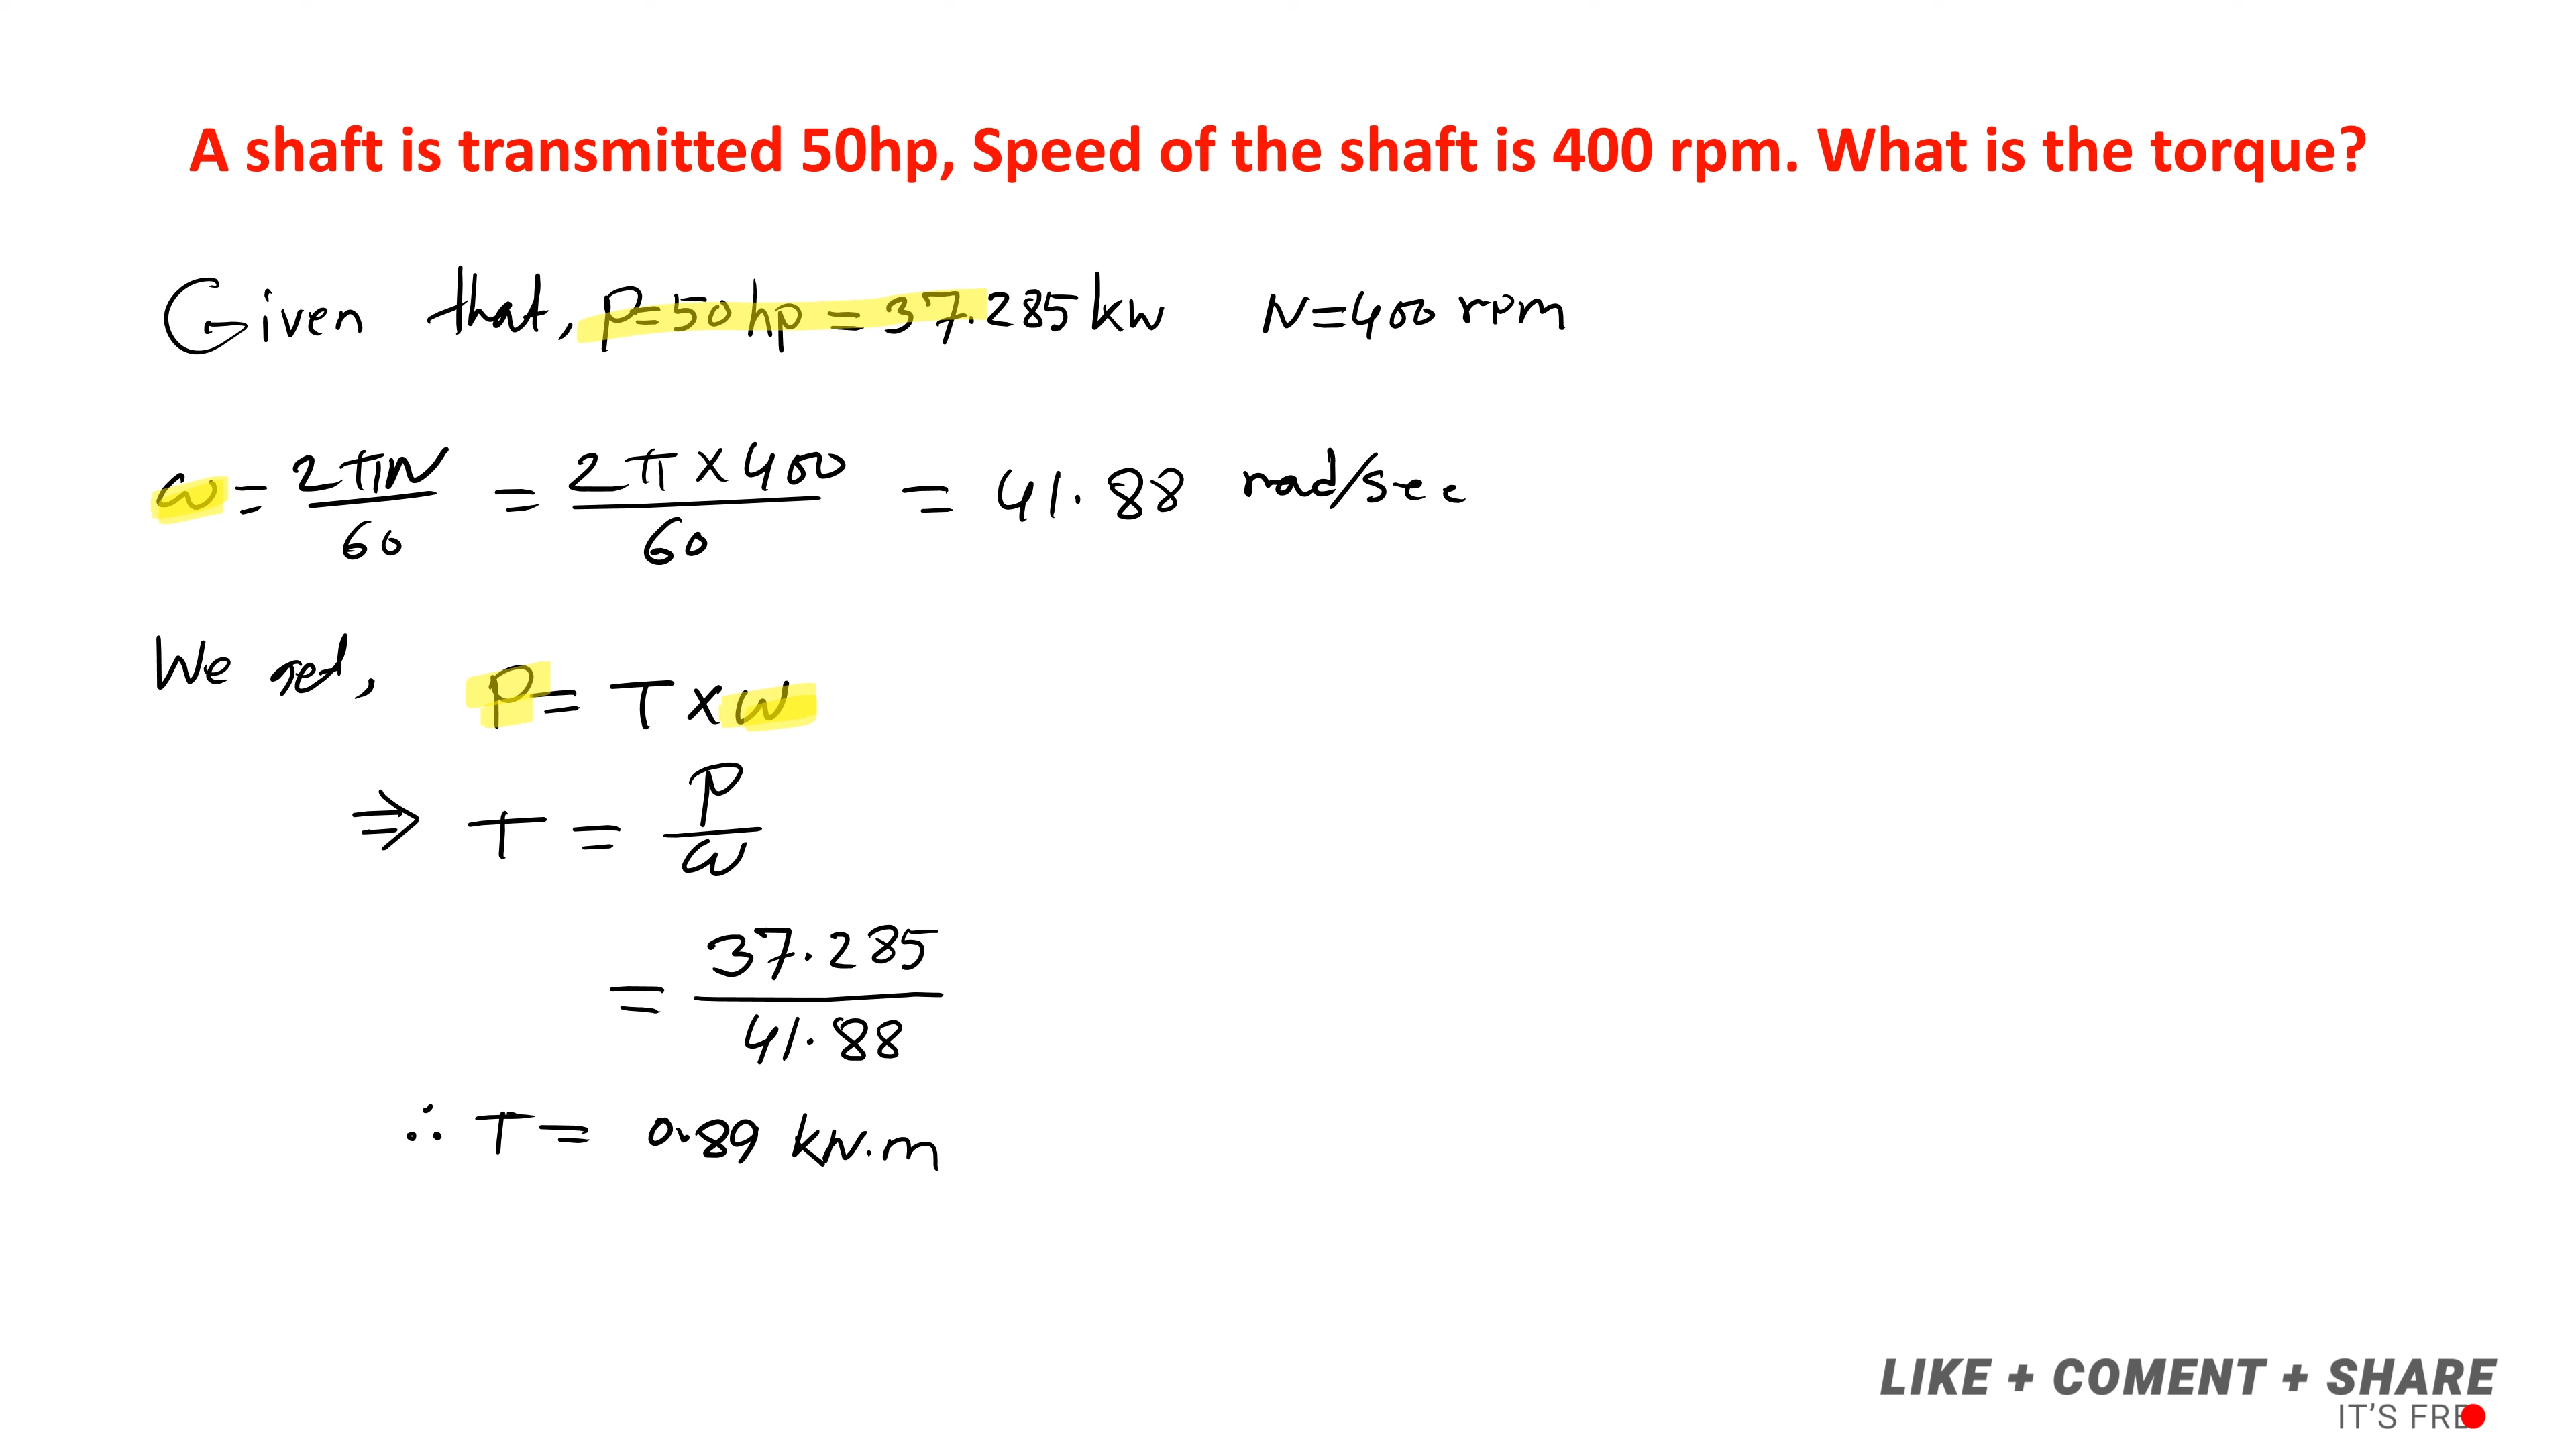 A shaft is transmitted 50hp, Speed of the shaft is 400 rpm. What is the torque?
Given that, P=50hp = 37.285kw N=400 rpm
ω = 2πN/60 = 2π×400/60 = 41.88 rad/sec
We get, P = T×ω
⇒ T = P/ω
= 37.285/41.88
∴ T = 0.89 kN.m
LIKE + COMENT + SHARE
IT'S FRE